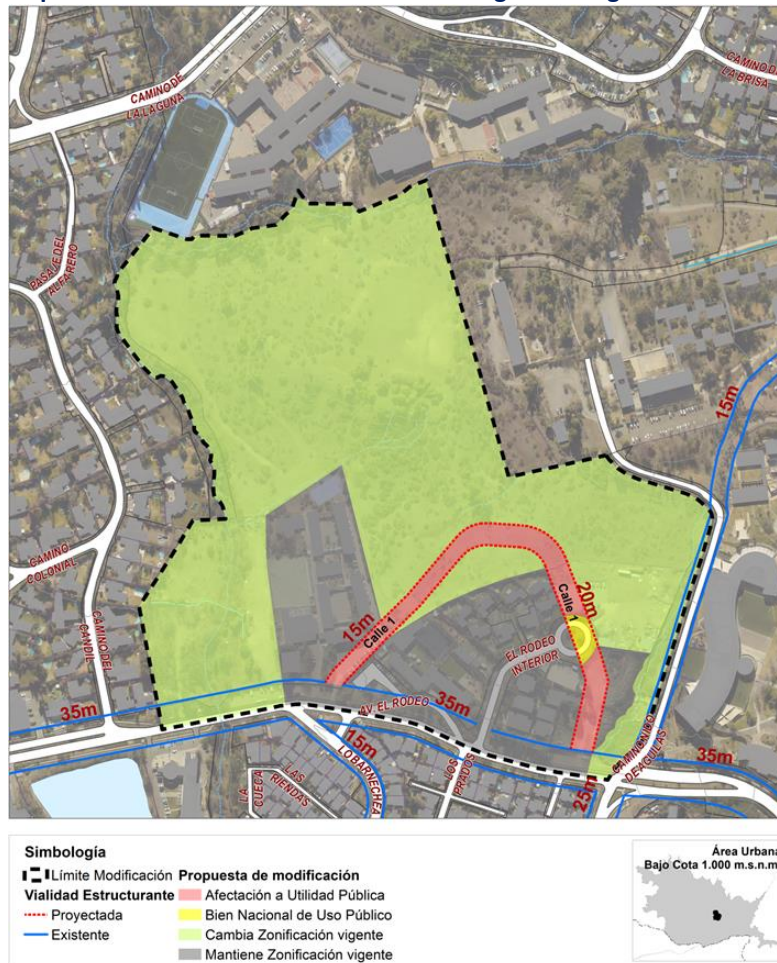 CAMINO DE
LA LAGUNA
CAMINO DE
LA BRISA
PASAJE DEL
ALFARERO
15m
CAMINO
COLONIAL
CAMINO DEL
CANDIL
20m
15m
Calle 1
Calle 1
EL RODEO
INTERIOR
35m
AV. EL RODEO
35m
15m
LO BARNECHEA
LOS
PRADOS
LA
CUECA
LAS
RIENDAS
CAMINO NIDO
DE AGUILAS
35m
25m
Simbología
Límite Modificación
Vialidad Estructurante
Proyectada
Existente
Propuesta de modificación
Afectación a Utilidad Pública
Bien Nacional de Uso Público
Cambia Zonificación vigente
Mantiene Zonificación vigente
Área Urbana
Bajo Cota 1.000 m.s.n.m